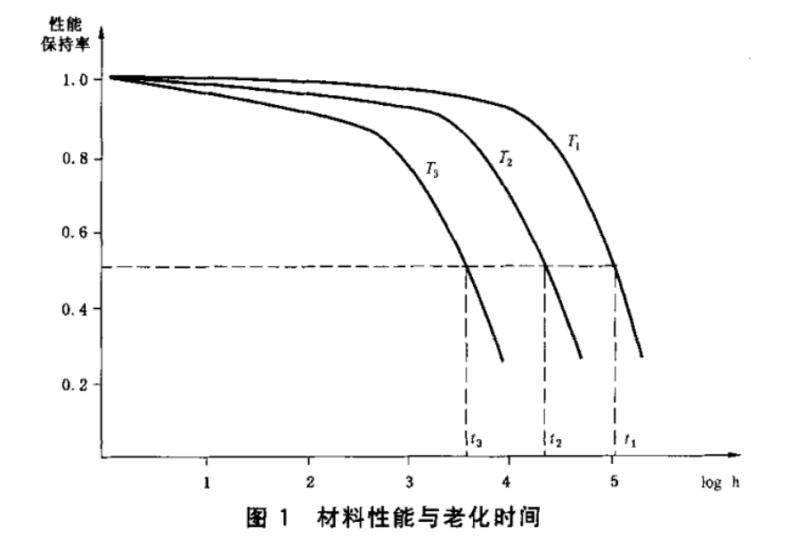 性能
保持率
1.0
0.8
0.6
0.4
0.2
T₁
T₂
T₃
t₃
t₂
t₁
1
2
3
4
5
log h
图 1 材料性能与老化时间